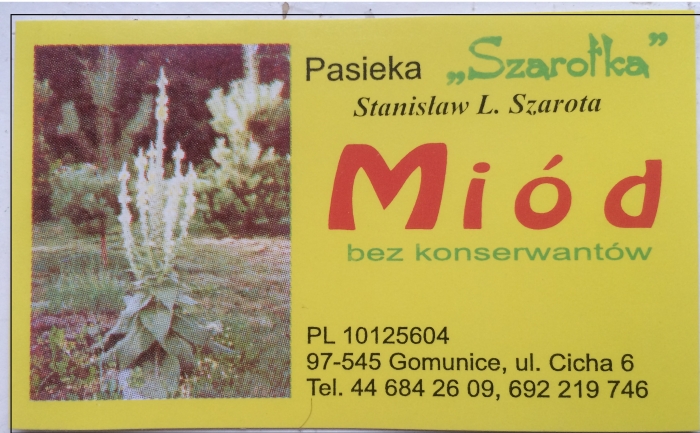 Pasieka „Szarotka”
Stanisław L. Szarota
Miód
bez konserwantów
PL 10125604
97-545 Gomunice, ul. Cicha 6
Tel. 44 684 26 09, 692 219 746